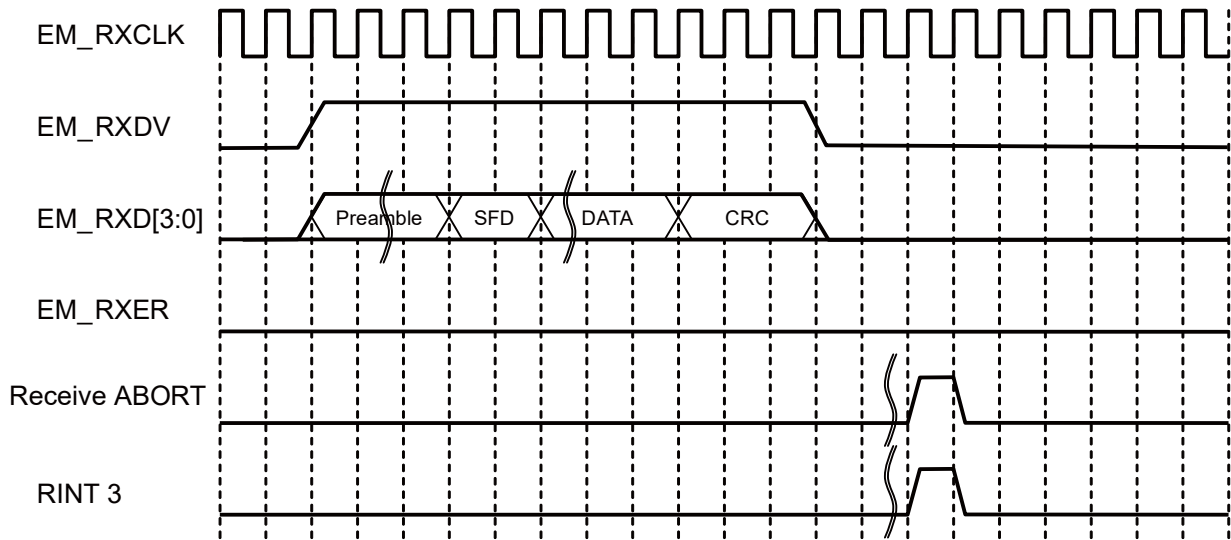 EM_RXCLK
EM_RXDV
EM_RXD[3:0]
Preamble SFD DATA CRC
EM_RXER
Receive ABORT
RINT 3